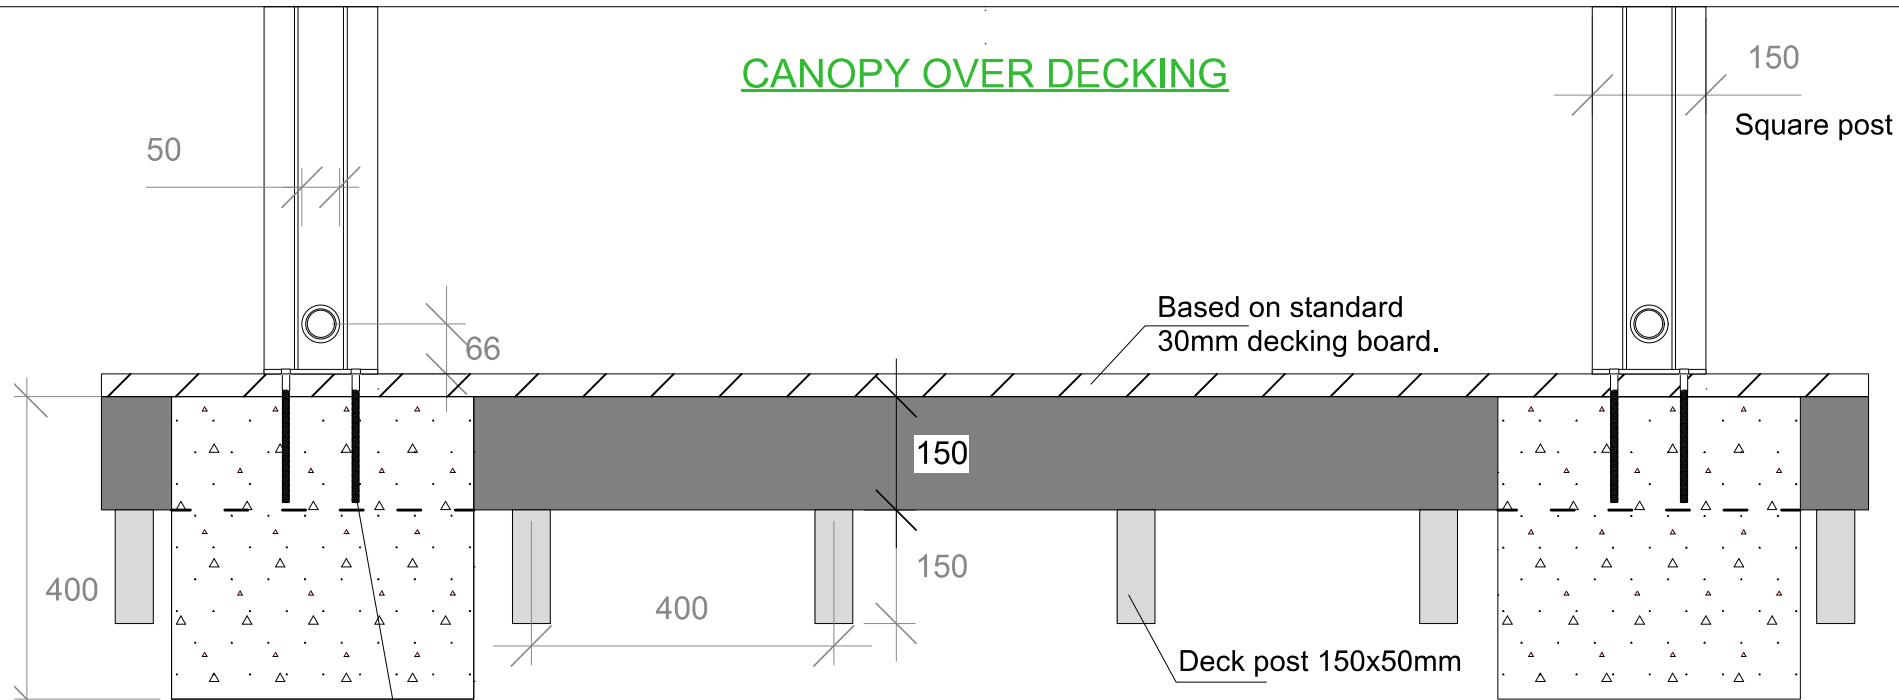 CANOPY OVER DECKING
150
Square post
50
Based on standard
30mm decking board.
66
150
150
400
400
Deck post 150x50mm